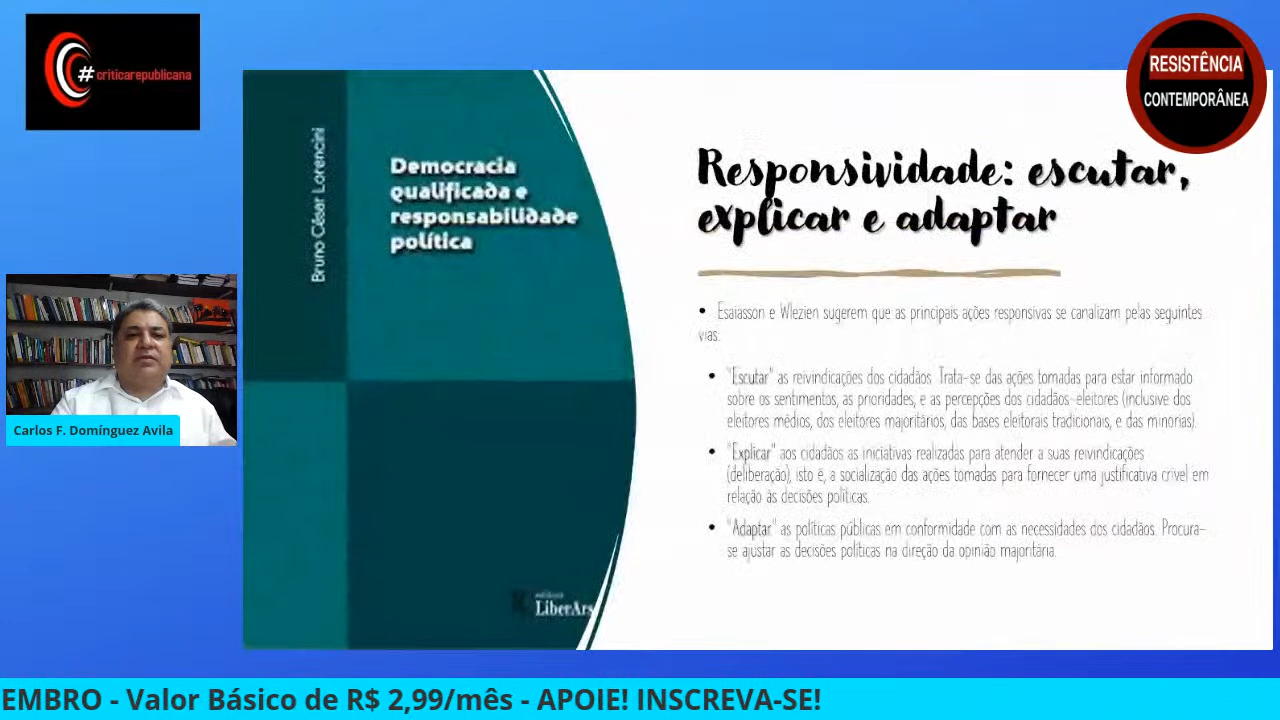 #criticarepublicana
RESISTÊNCIA
CONTEMPORÂNEA
Bruno César Lorencini
Democracia
qualificada e
responsabilidade
política
LiberArs
Responsividade: escutar,
explicar e adaptar
• Esaiasson e Wlezien sugerem que as principais ações responsivas se canalizam pelas seguintes
vias:
• "Escutar" as reivindicações dos cidadãos. Trata-se das ações tomadas para estar informado
sobre os sentimentos, as prioridades, e as percepções dos cidadãos-eleitores (inclusive dos
eleitores médios, dos eleitores majoritários, das bases eleitorais tradicionais, e das minorias).
• "Explicar" aos cidadãos as iniciativas realizadas para atender a suas reivindicações
(deliberação), isto é, a socialização das ações tomadas para fornecer uma justificativa crível em
relação às decisões políticas.
• "Adaptar" as políticas públicas em conformidade com as necessidades dos cidadãos. Procura-
se ajustar as decisões políticas na direção da opinião majoritária.
Carlos F. Domínguez Avila
EMBRO - Valor Básico de R$ 2,99/mês - APOIE! INSCREVA-SE!